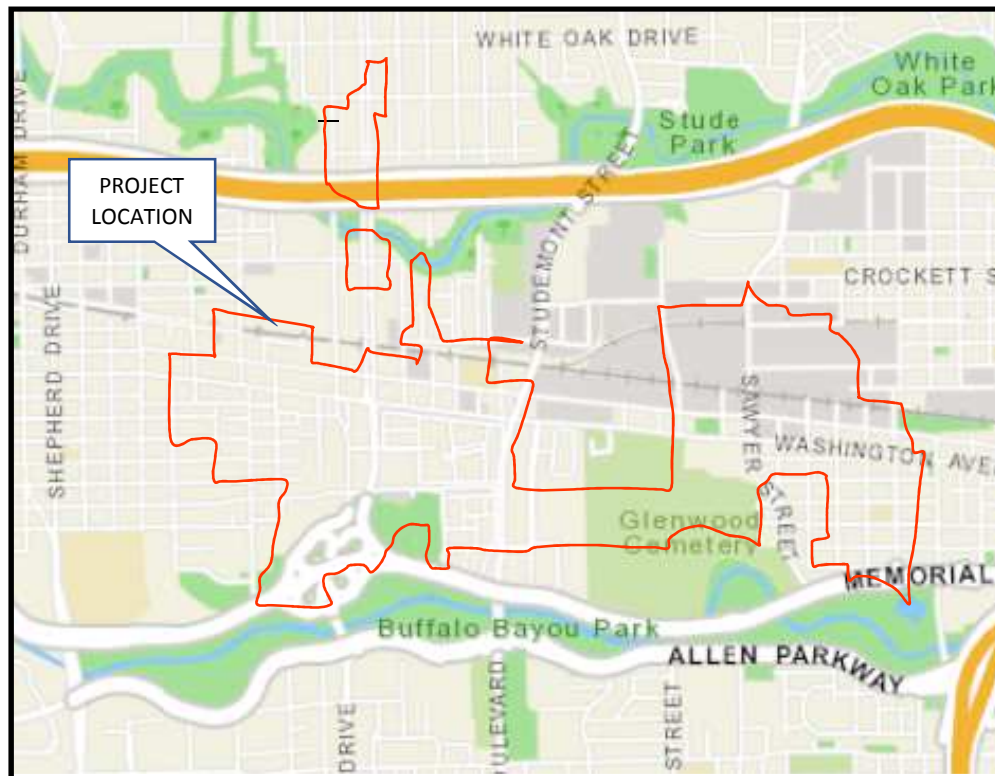 WHITE OAK DRIVE
White
Oak Park
Stude
Park
DURHAM DRIVE
PROJECT
LOCATION
STUDEMONT STREET
CROCKETT S
SHEPHERD DRIVE
SAWYER STREET
WASHINGTON AVE
Glenwood
Cemetery
MEMORIAL
Buffalo Bayou Park
ALLEN PARKWAY
DRIVE
ULEVARD
STREET